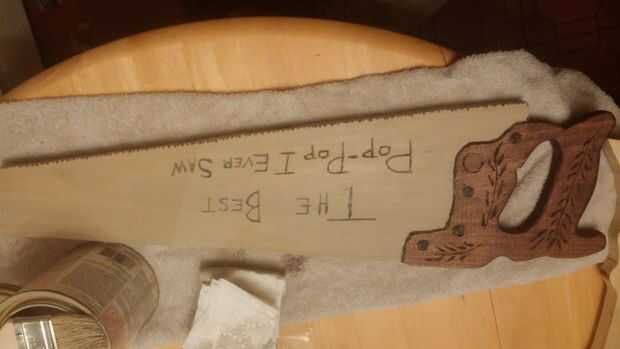 THE BEST
POP-POP I EVER SAW